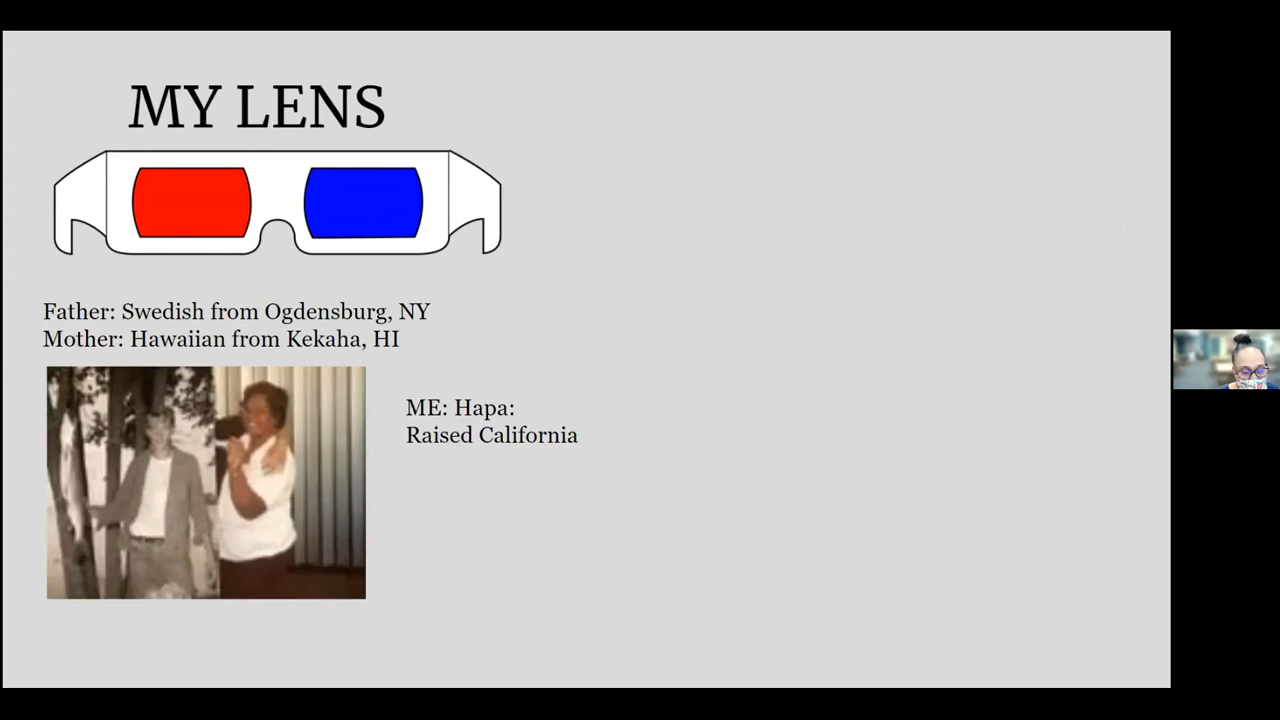 MY LENS
Father: Swedish from Ogdensburg, NY
Mother: Hawaiian from Kekaha, HI
ME: Hapa:
Raised California